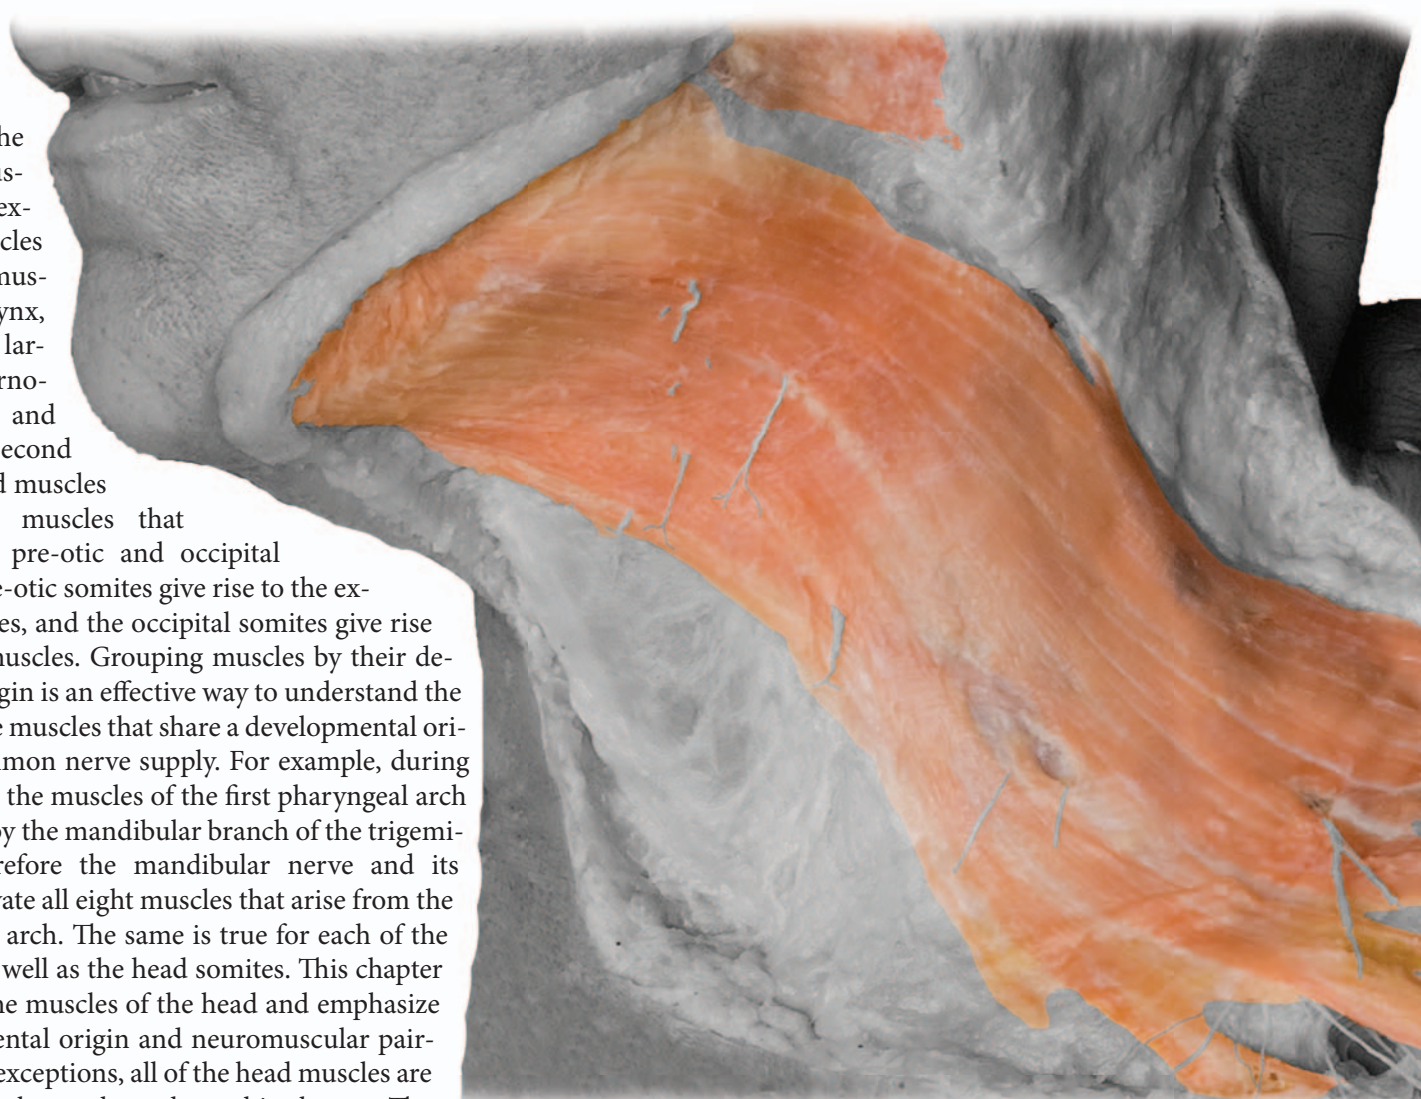 he
us-
ex-
cles
mus-
ynx,
lar-
rno-
and
econd
d muscles
muscles that
pre-otic and occipital
e-otic somites give rise to the ex-
es, and the occipital somites give rise
muscles. Grouping muscles by their de-
gin is an effective way to understand the
e muscles that share a developmental ori-
mmon nerve supply. For example, during
the muscles of the first pharyngeal arch
by the mandibular branch of the trigemi-
refore the mandibular nerve and its
vate all eight muscles that arise from the
arch. The same is true for each of the
well as the head somites. This chapter
he muscles of the head and emphasize
ental origin and neuromuscular pair-
exceptions, all of the head muscles are